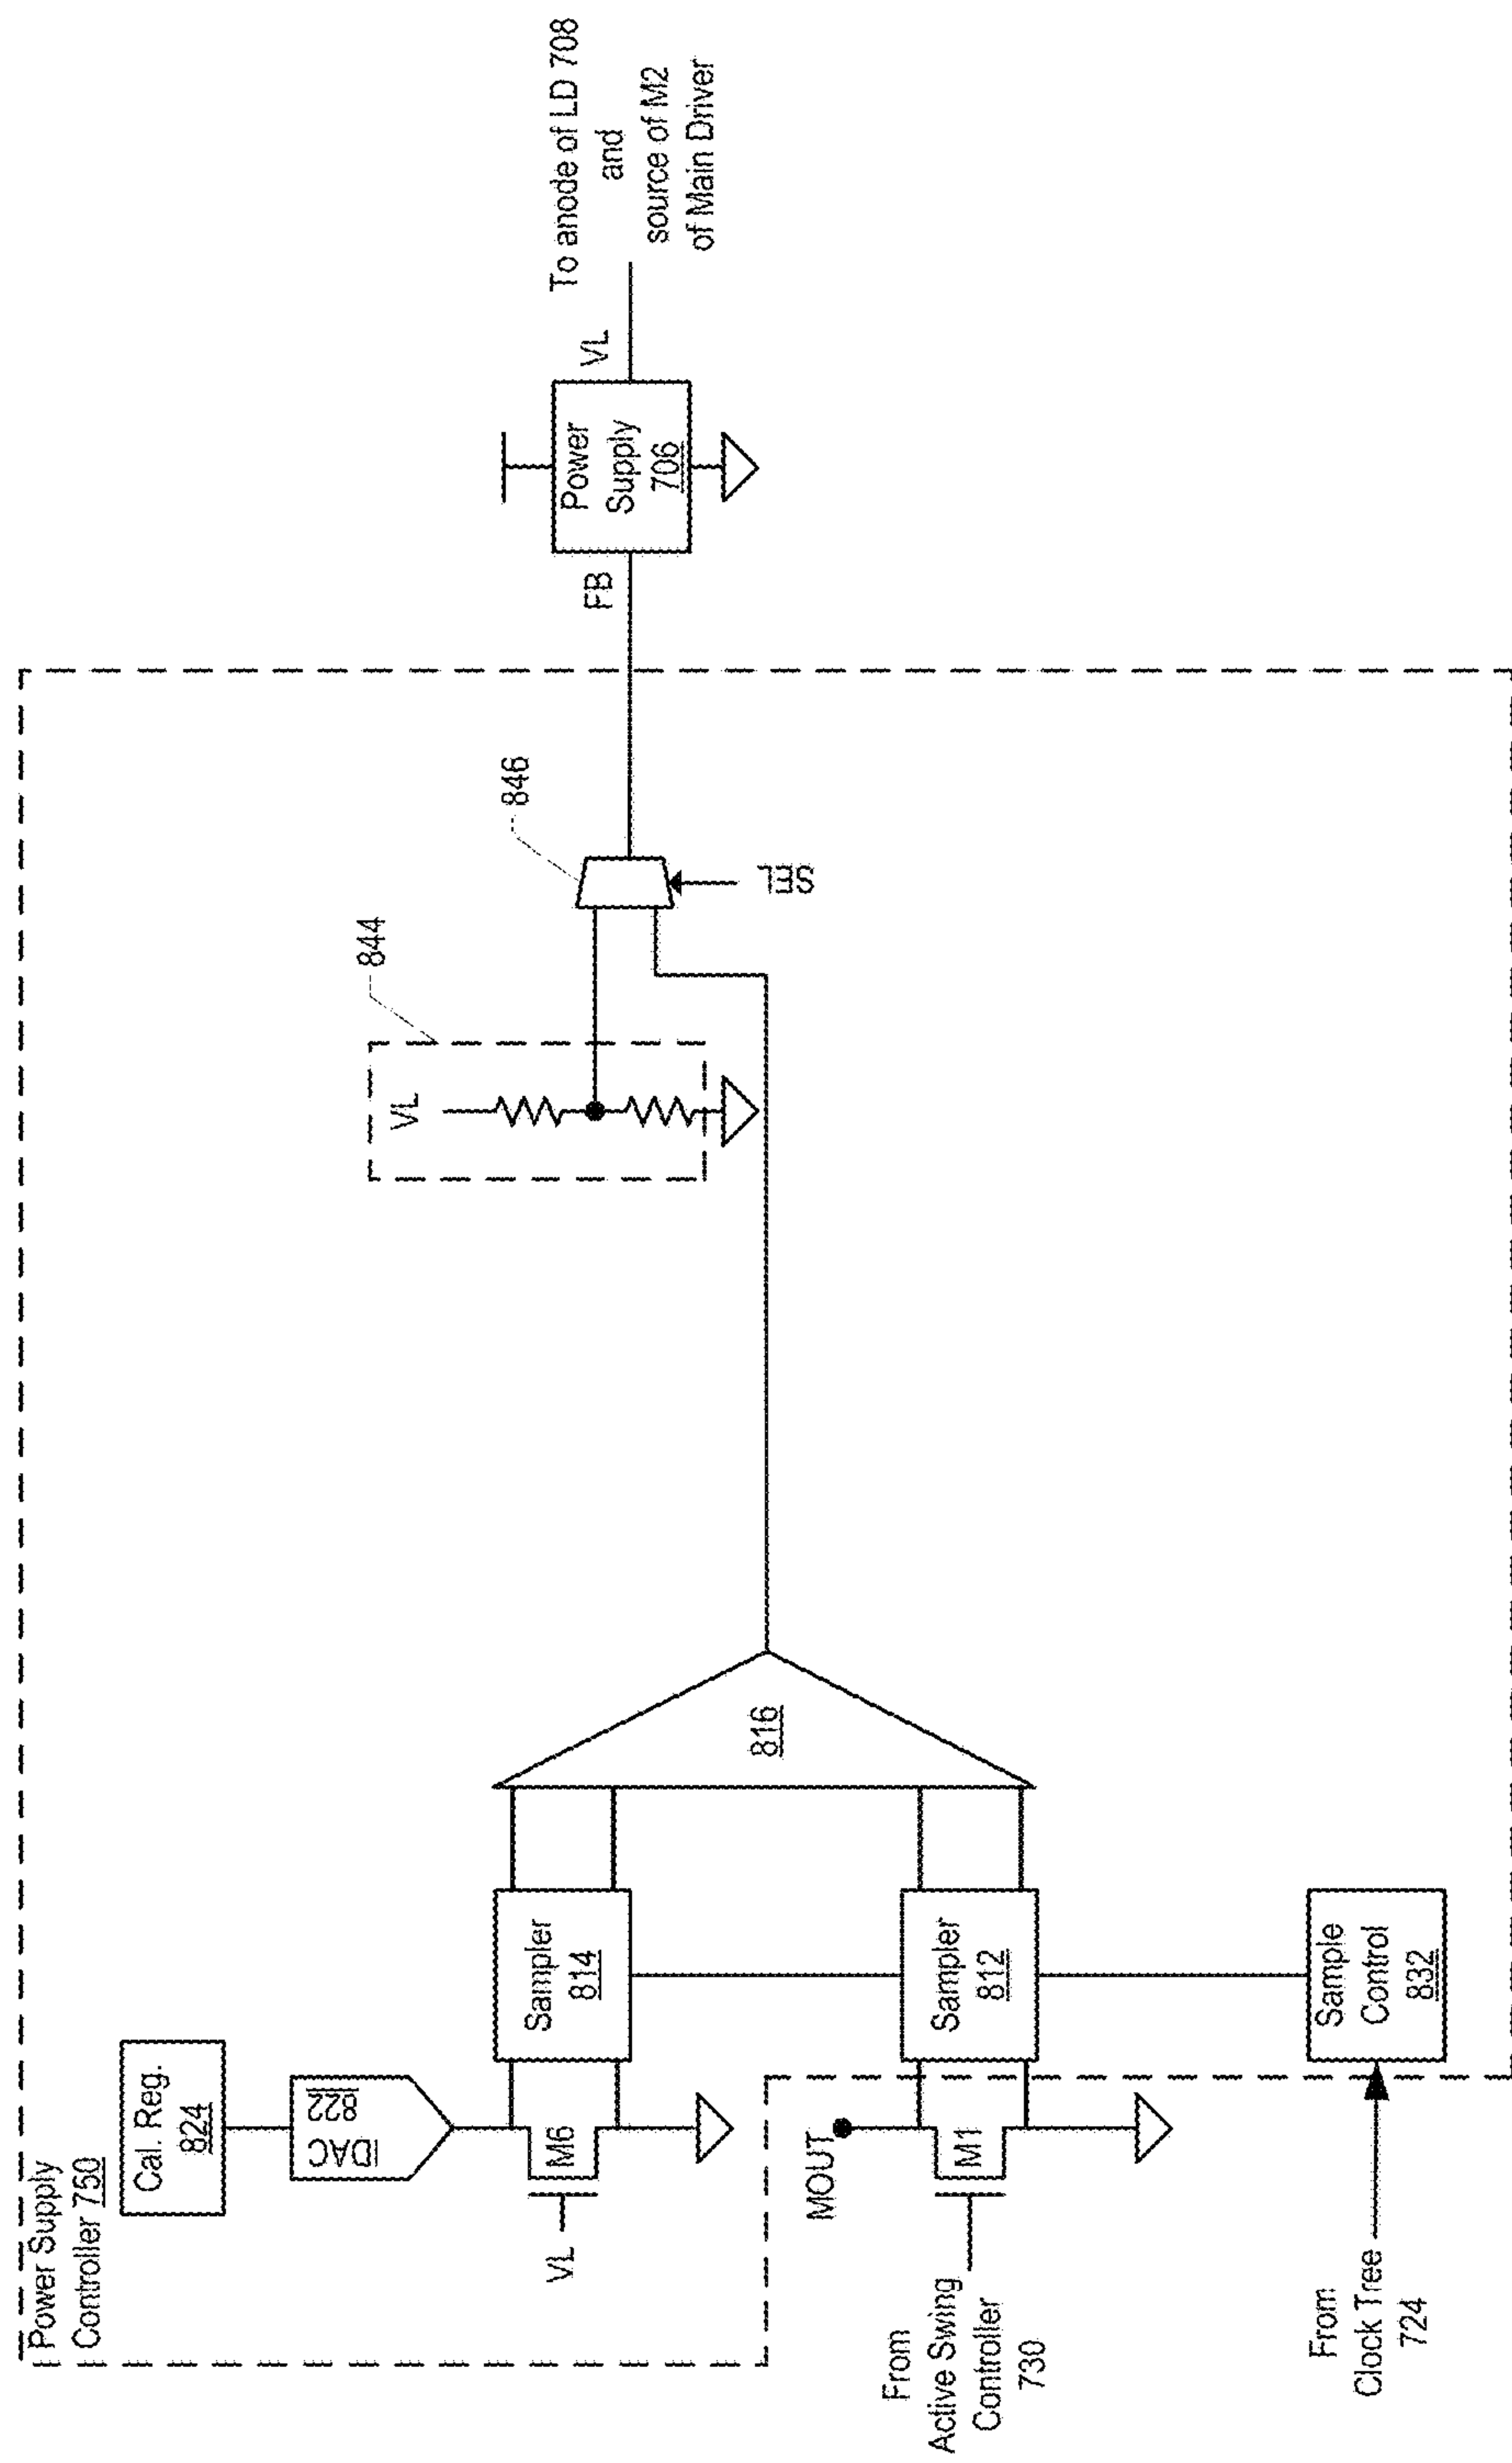 Power Supply
Controller 750
Cal. Reg.
824
IDAC
822
VL
M6
Sampler
814
816
MOUT
M1
From
Active Swing
Controller
730
Sampler
812
Sample
Control
832
From
Clock Tree
724
844
VL
846
SEL
FB
Power
Supply
706
VL
To anode of LD 708
and
source of M2
of Main Driver